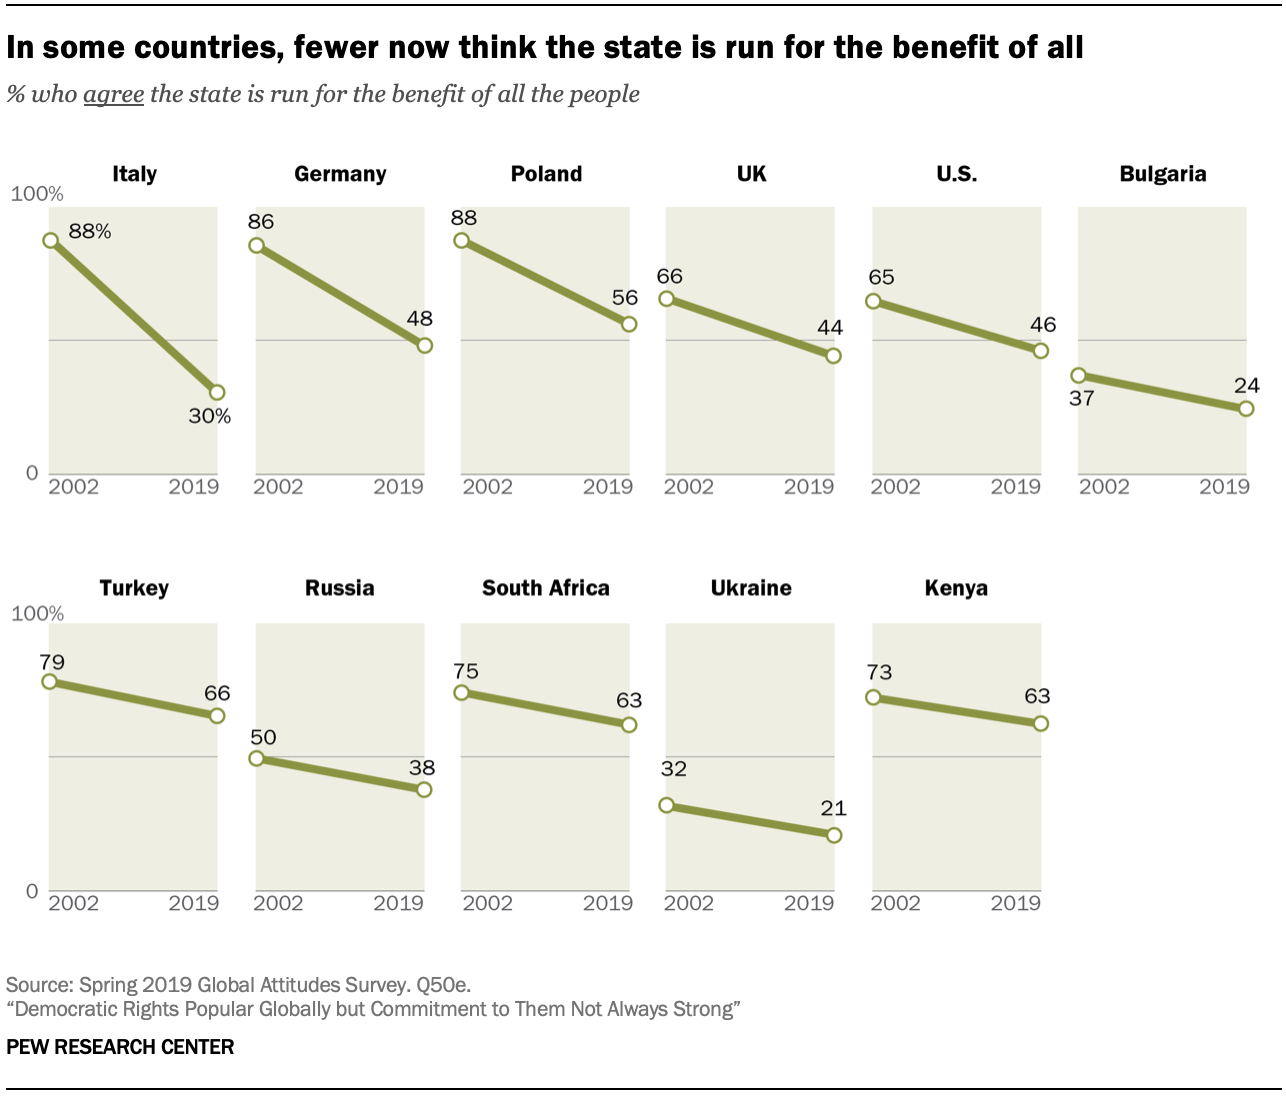 In some countries, fewer now think the state is run for the benefit of all
% who agree the state is run for the benefit of all the people
Italy Germany Poland UK U.S. Bulgaria
100%
88% 86 88 66 65 37
30% 48 56 44 46 24
0
2002 2019 2002 2019 2002 2019 2002 2019 2002 2019 2002 2019
Turkey Russia South Africa Ukraine Kenya
100%
79 50 75 32 73
66 38 63 21 63
0
2002 2019 2002 2019 2002 2019 2002 2019 2002 2019
Source: Spring 2019 Global Attitudes Survey. Q50e.
“Democratic Rights Popular Globally but Commitment to Them Not Always Strong”
PEW RESEARCH CENTER